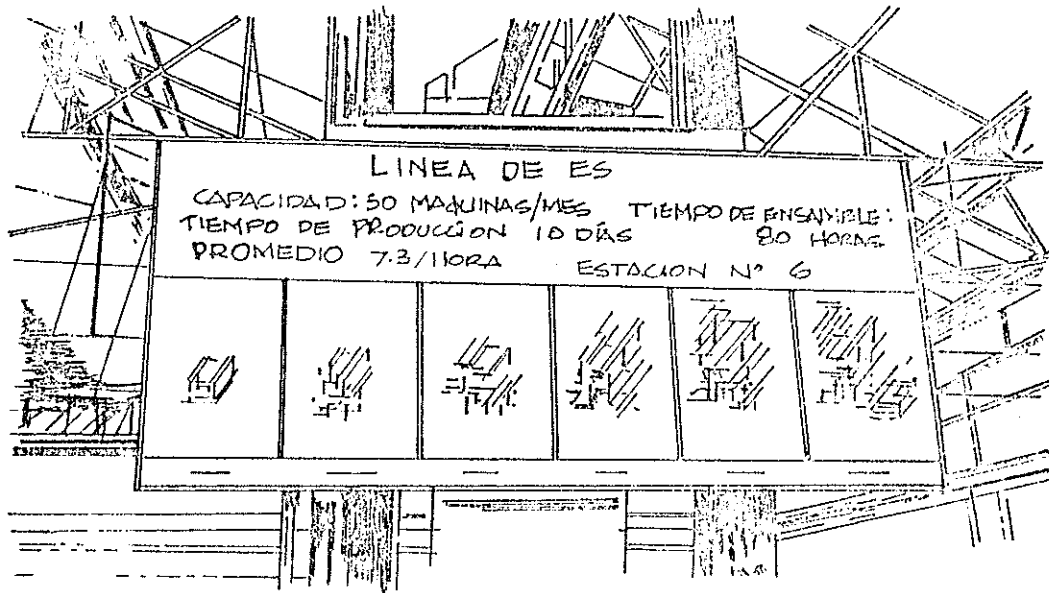 LINEA DE ES
CAPACIDAD: 50 MAQUINAS/MES TIEMPO DE ENSAMBLE:
TIEMPO DE PRODUCCIÓN 10 DÍAS 80 HORAS
PROMEDIO 7.3/HORA ESTACION Nº 6